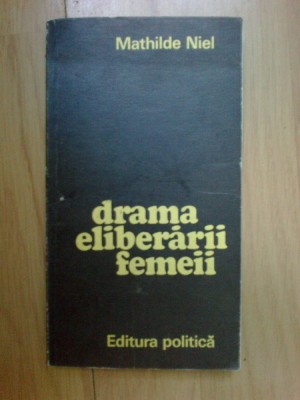 Mathilde Niel
drama
eliberării
femeii
Editura politică